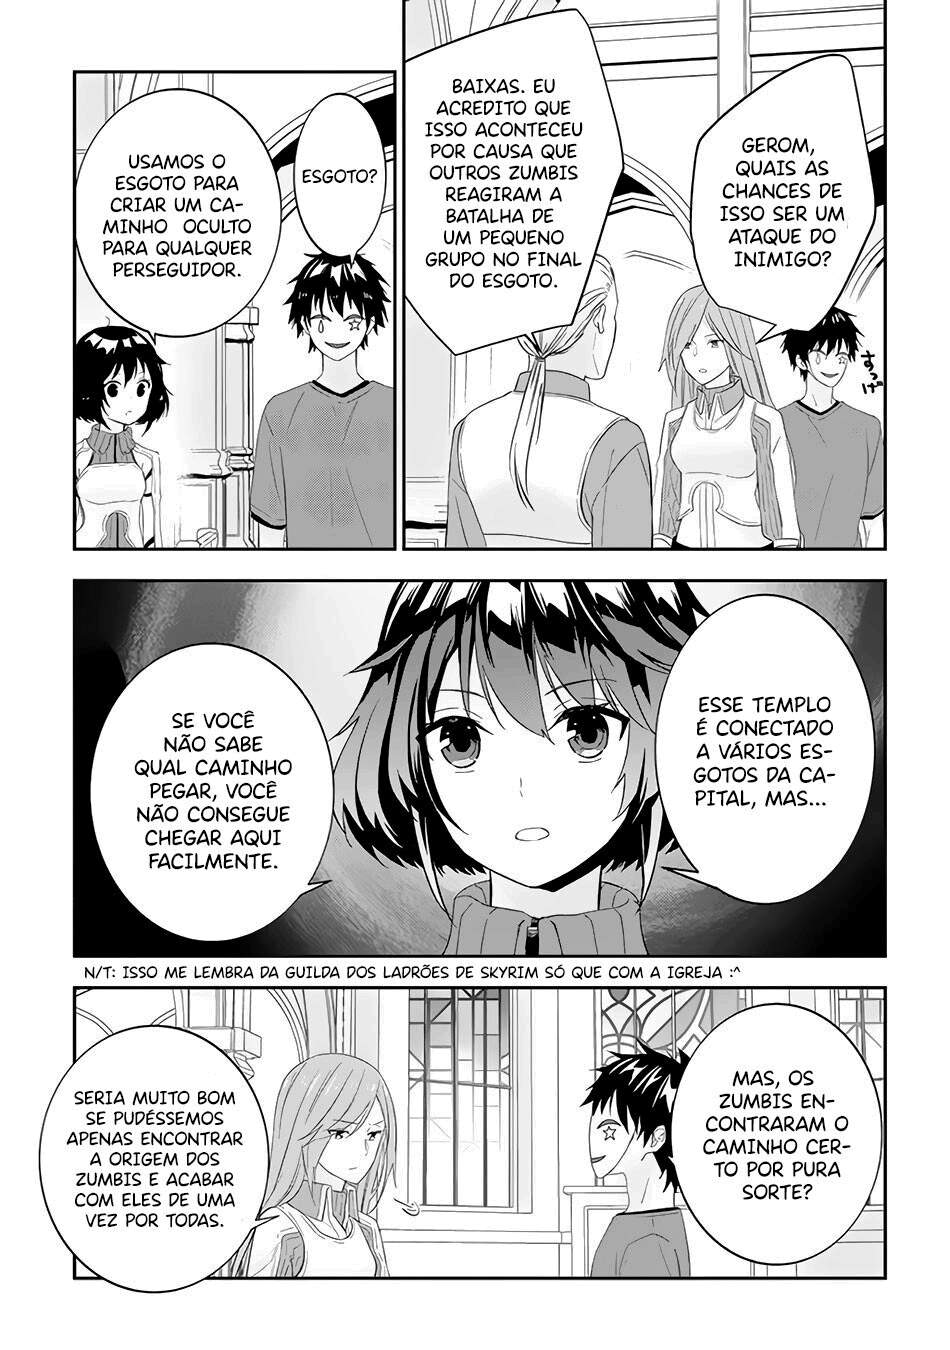 GEROM,
QUAIS AS
CHANCES DE
ISSO SER UM
ATAQUE DO
INIMIGO?
BAIXAS. EU
ACREDITO QUE
ISSO ACONTECEU
POR CAUSA QUE
OUTROS ZUMBIS
REAGIRAM A
BATALHA DE
UM PEQUENO
GRUPO NO FINAL
DO ESGOTO.
すっげ
ESGOTO?
USAMOS O
ESGOTO PARA
CRIAR UM CA-
MINHO OCULTO
PARA QUALQUER
PERSEGUIDOR.
ESSE TEMPLO
É CONECTADO
A VÁRIOS ES-
GOTOS DA CA-
PITAL, MAS...
SE VOCÊ
NÃO SABE
QUAL CAMINHO
PEGAR, VOCÊ
NÃO CONSEGUE
CHEGAR AQUI
FACILMENTE.
N/T: ISSO ME LEMBRA DA GUILDA DOS LADRÕES DE SKYRIM SÓ QUE COM A IGREJA :^
MAS, OS
ZUMBIS EN-
CONTRARAM O
CAMINHO CER-
TO POR PURA
SORTE?
SERIA MUITO BOM
SE PUDÉSSEMOS
APENAS ENCONTRAR
A ORIGEM DOS
ZUMBIS E ACABAR
COM ELES DE UMA
VEZ POR TODAS.